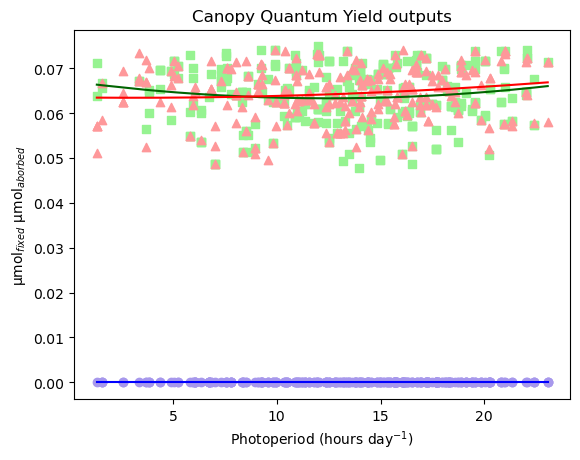 Canopy Quantum Yield outputs
μmol_fixed μmol_aborbed
0.07
0.06
0.05
0.04
0.03
0.02
0.01
0.00
5 10 15 20
Photoperiod (hours day⁻¹)